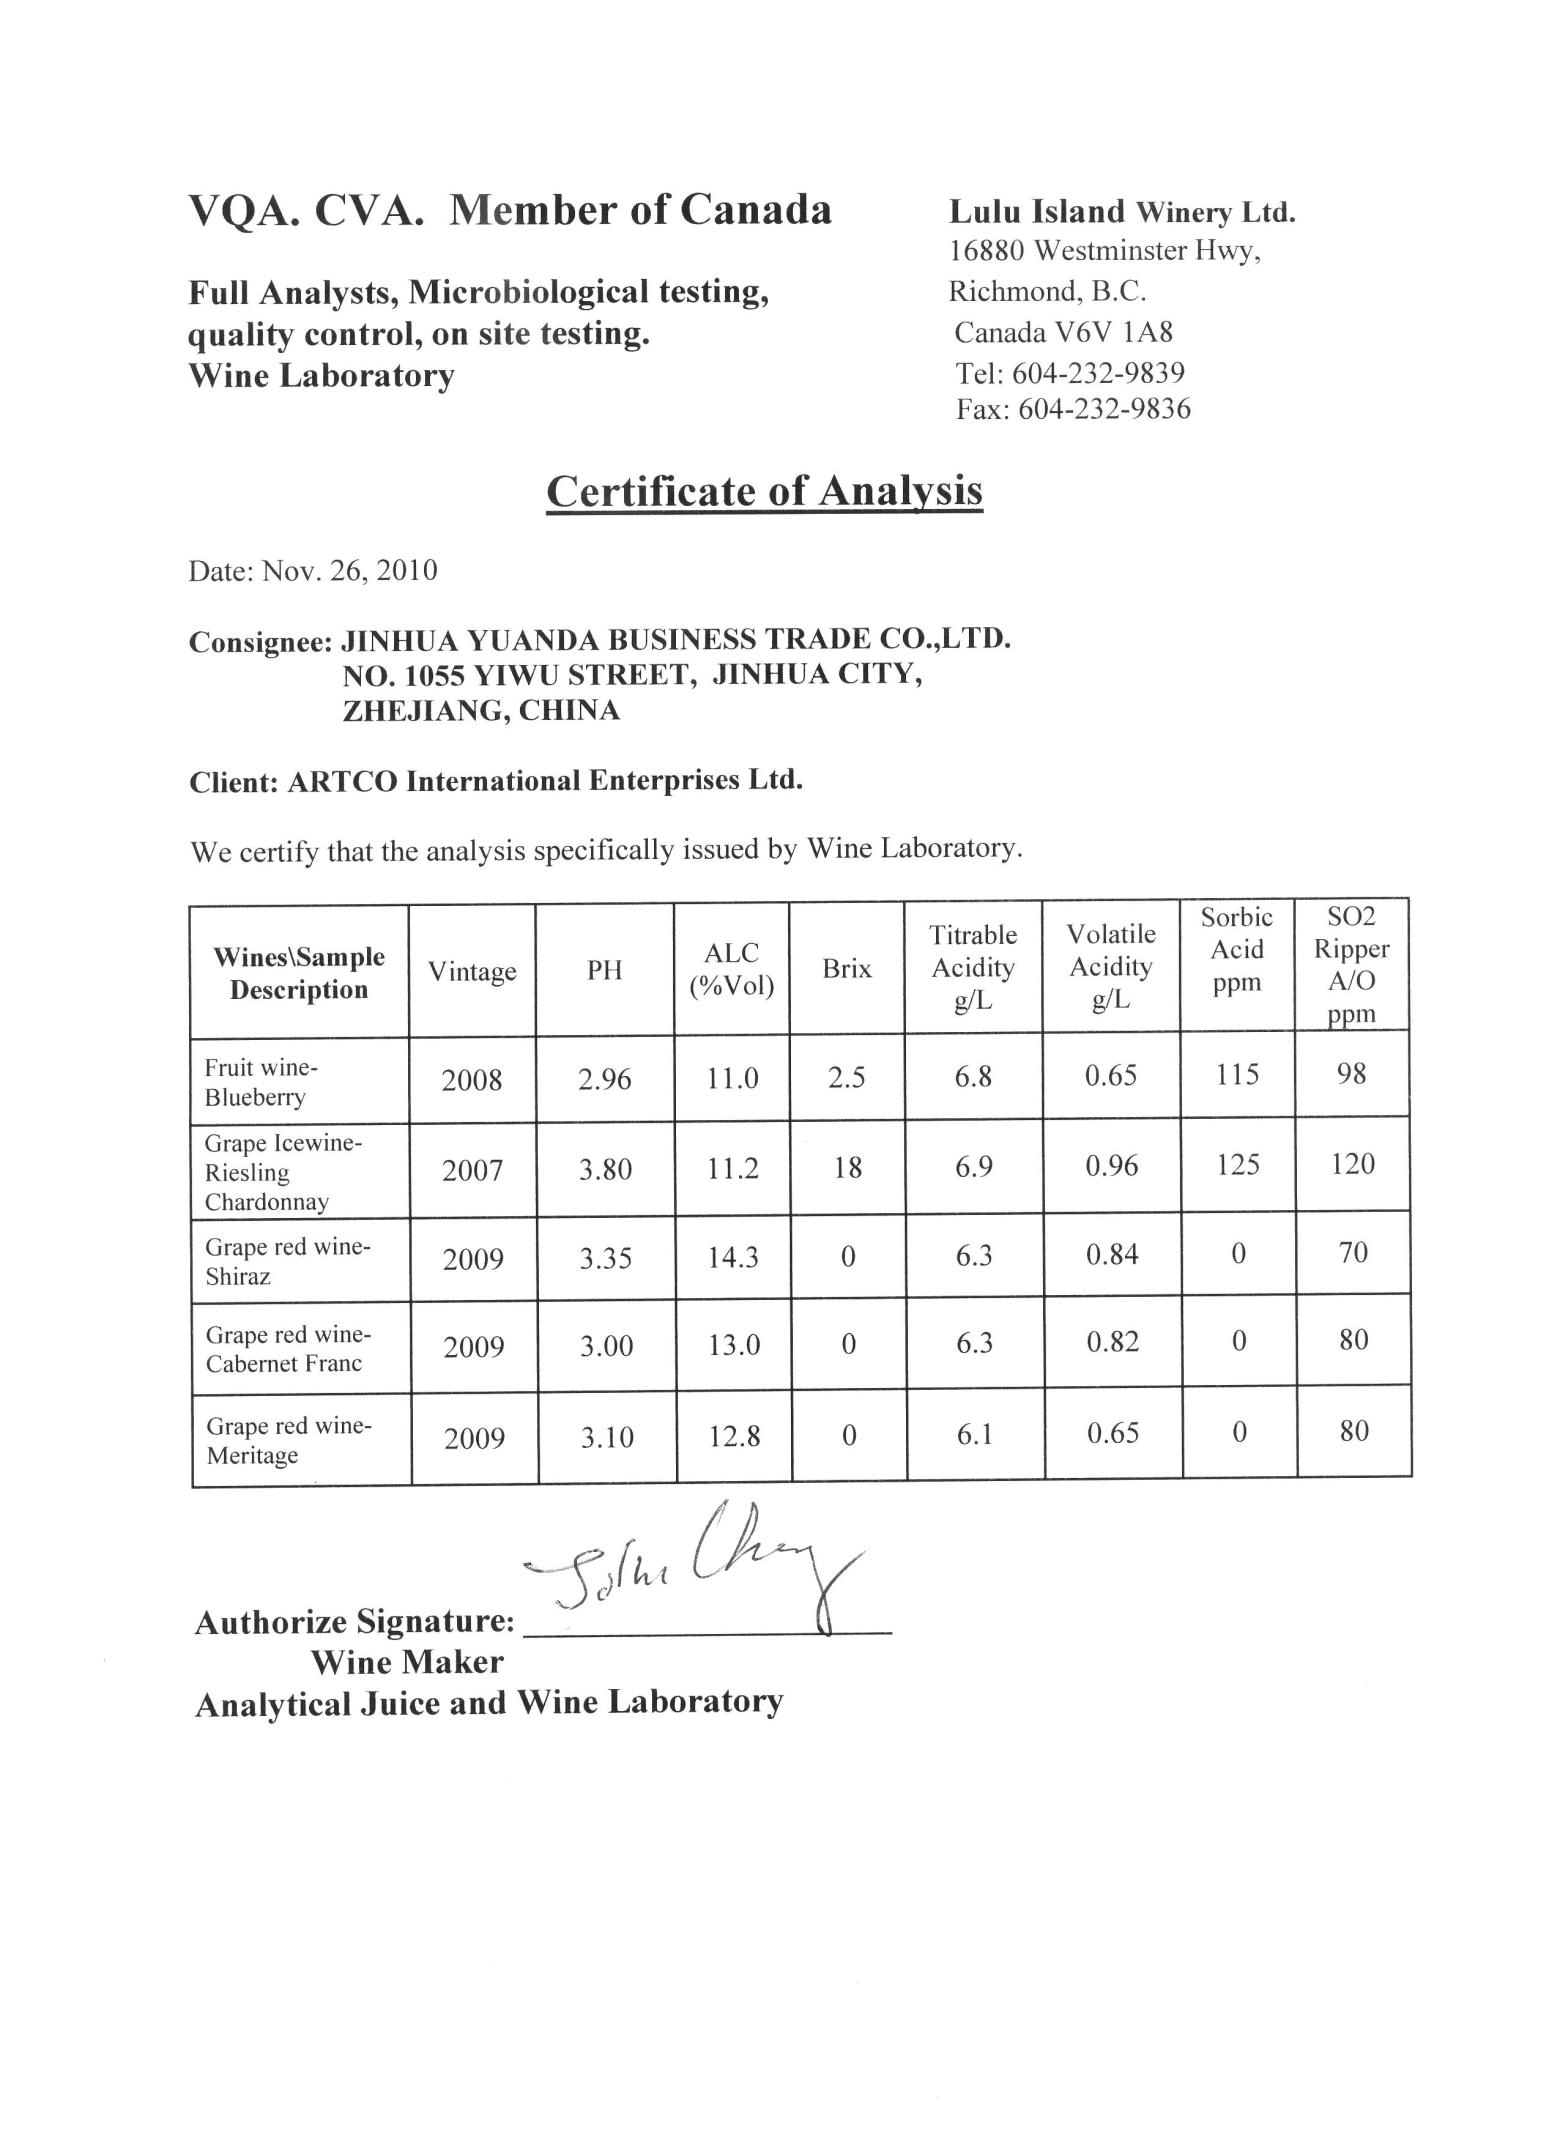 VQA. CVA. Member of Canada
Full Analysts, Microbiological testing,
quality control, on site testing.
Wine Laboratory
Lulu Island Winery Ltd.
16880 Westminster Hwy,
Richmond, B.C.
Canada V6V 1A8
Tel: 604-232-9839
Fax: 604-232-9836
Certificate of Analysis
Date: Nov. 26, 2010
Consignee: JINHUA YUANDA BUSINESS TRADE CO.,LTD.
NO. 1055 YIWU STREET, JINHUA CITY,
ZHEJIANG, CHINA
Client: ARTCO International Enterprises Ltd.
We certify that the analysis specifically issued by Wine Laboratory.
Wines\Sample
Description
Vintage
PH
ALC
(%Vol)
Brix
Titrable
Acidity
g/L
Volatile
Acidity
g/L
Sorbic
Acid
ppm
SO2
Ripper
A/O
ppm
Fruit wine-
Blueberry
2008 2.96 11.0 2.5 6.8 0.65 115 98
Grape Icewine-
Riesling
Chardonnay
2007 3.80 11.2 18 6.9 0.96 125 120
Grape red wine-
Shiraz
2009 3.35 14.3 0 6.3 0.84 0 70
Grape red wine-
Cabernet Franc
2009 3.00 13.0 0 6.3 0.82 0 80
Grape red wine-
Meritage
2009 3.10 12.8 0 6.1 0.65 0 80
John Chang
Authorize Signature:
Wine Maker
Analytical Juice and Wine Laboratory